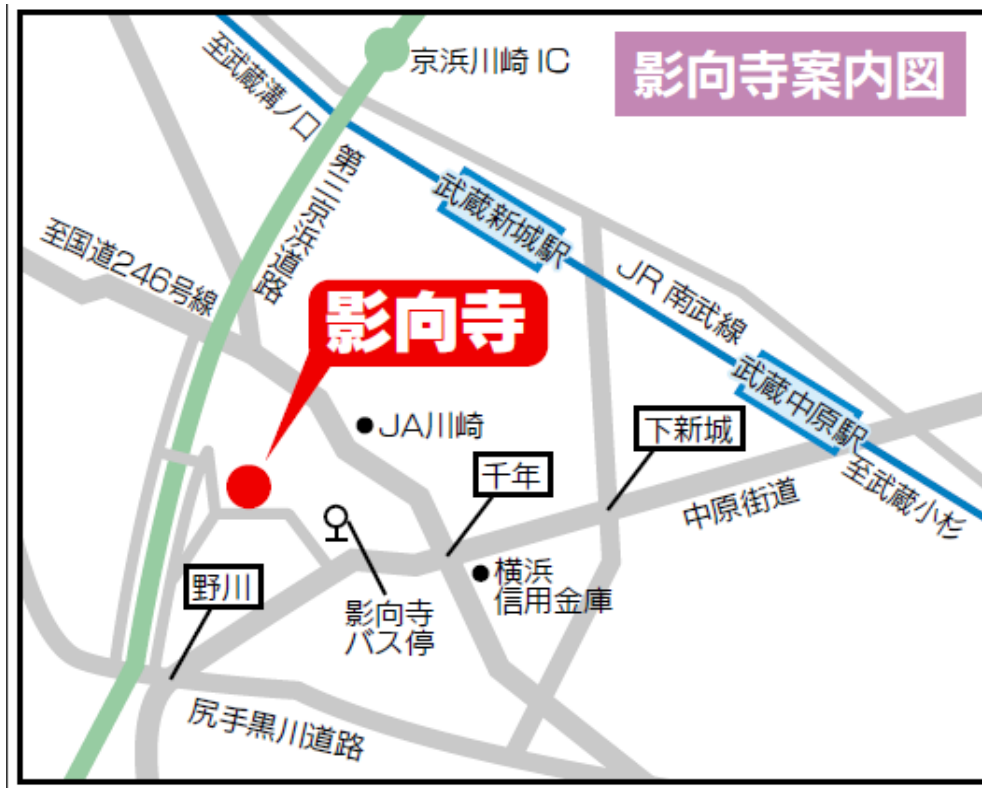 影向寺案内図
京浜川崎 IC
至武蔵溝ノ口
第三京浜道路
武蔵新城駅
至国道246号線
JR 南武線
影向寺
武蔵中原駅
JA川崎
下新城
千年
至武蔵小杉
中原街道
横浜
信用金庫
野川
影向寺
バス停
尻手黒川道路